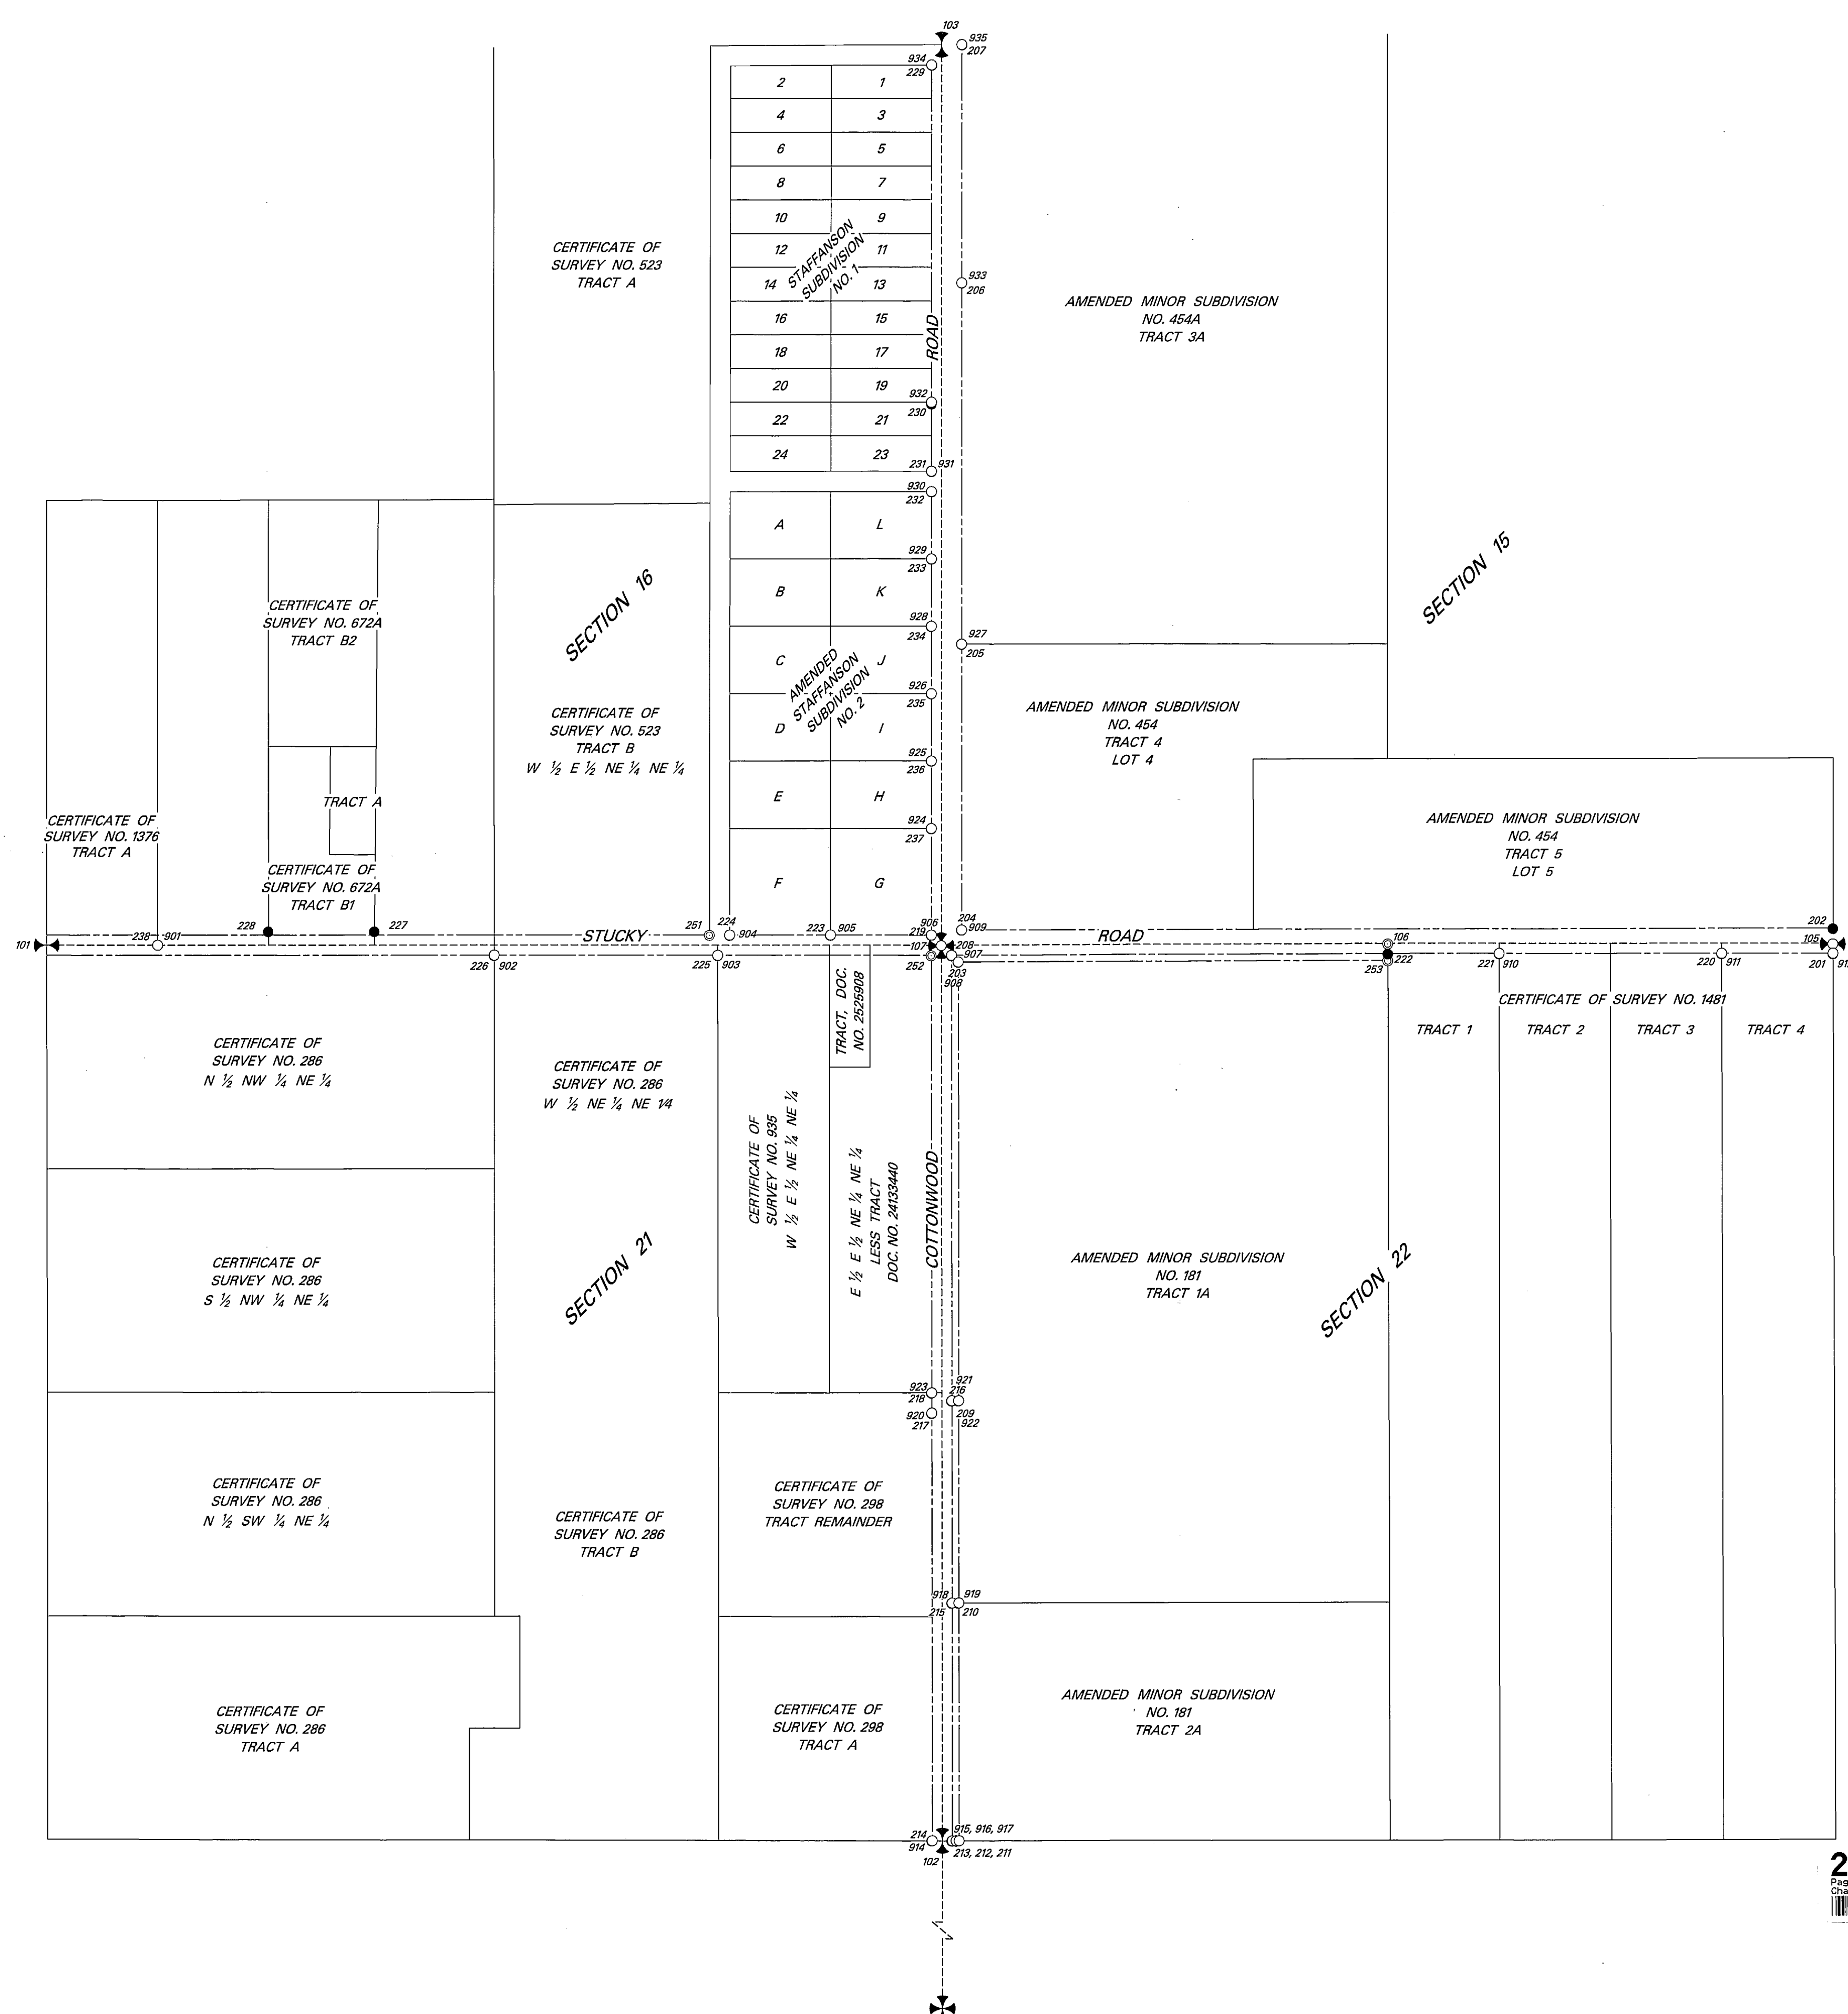 103
935
207
934
229
2
1
4
3
6
5
8
7
10
9
12
11
14
13
16
15
18
17
20
19
22
21
24
23
STAFFANSON
SUBDIVISION
NO. 1
CERTIFICATE OF
SURVEY NO. 523
TRACT A
933
206
ROAD
AMENDED MINOR SUBDIVISION
NO. 454A
TRACT 3A
932
230
231
931
930
232
A
L
929
233
B
K
928
234
C
J
926
235
D
I
925
236
E
H
924
237
F
G
AMENDED
STAFFANSON
SUBDIVISION
NO. 2
927
205
SECTION 16
SECTION 15
CERTIFICATE OF
SURVEY NO. 672A
TRACT B2
CERTIFICATE OF
SURVEY NO. 523
TRACT B
W ½ E ½ NE ¼ NE ¼
AMENDED MINOR SUBDIVISION
NO. 454
TRACT 4
LOT 4
TRACT A
CERTIFICATE OF
SURVEY NO. 1376
TRACT A
CERTIFICATE OF
SURVEY NO. 672A
TRACT B1
AMENDED MINOR SUBDIVISION
NO. 454
TRACT 5
LOT 5
101
238
901
228
227
251
224
904
223
905
906
219
204
909
202
STUCKY
ROAD
107
208
106
105
226
902
225
903
252
907
203
908
253
222
221
910
220
911
201
TRACT, DOC.
NO. 2525908
CERTIFICATE OF SURVEY NO. 1481
TRACT 1
TRACT 2
TRACT 3
TRACT 4
CERTIFICATE OF
SURVEY NO. 286
N ½ NW ¼ NE ¼
CERTIFICATE OF
SURVEY NO. 286
W ½ NE ¼ NE 1/4
CERTIFICATE OF
SURVEY NO. 935
W ½ E ½ NE ¼ NE ¼
E ½ E ½ NE ¼ NE ¼
LESS TRACT
DOC. NO. 24133440
COTTONWOOD
CERTIFICATE OF
SURVEY NO. 286
S ½ NW ¼ NE ¼
SECTION 21
AMENDED MINOR SUBDIVISION
NO. 181
TRACT 1A
SECTION 22
923
218
921
216
920
217
209
922
CERTIFICATE OF
SURVEY NO. 286
N ½ SW ¼ NE ¼
CERTIFICATE OF
SURVEY NO. 286
TRACT B
CERTIFICATE OF
SURVEY NO. 298
TRACT REMAINDER
918
215
919
210
CERTIFICATE OF
SURVEY NO. 286
TRACT A
CERTIFICATE OF
SURVEY NO. 298
TRACT A
AMENDED MINOR SUBDIVISION
NO. 181
TRACT 2A
214
914
102
915, 916, 917
213, 212, 211
2